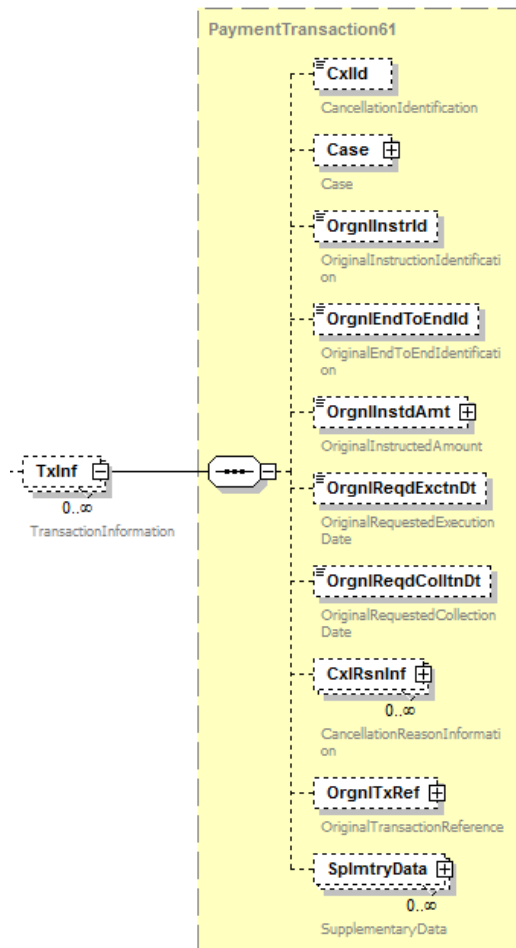 PaymentTransaction61
CxlId
CancellationIdentification
Case
Case
OrgnlInstrId
OriginalInstructionIdentificati
on
OrgnlEndToEndId
OriginalEndToEndIdentificati
on
OrgnlInstdAmt
OriginalInstructedAmount
TxInf
0..∞
TransactionInformation
OrgnlReqdExctnDt
OriginalRequestedExecution
Date
OrgnlReqdColltnDt
OriginalRequestedCollection
Date
CxlRsnInf
0..∞
CancellationReasonInformati
on
OrgnlTxRef
OriginalTransactionReference
SplmtryData
0..∞
SupplementaryData